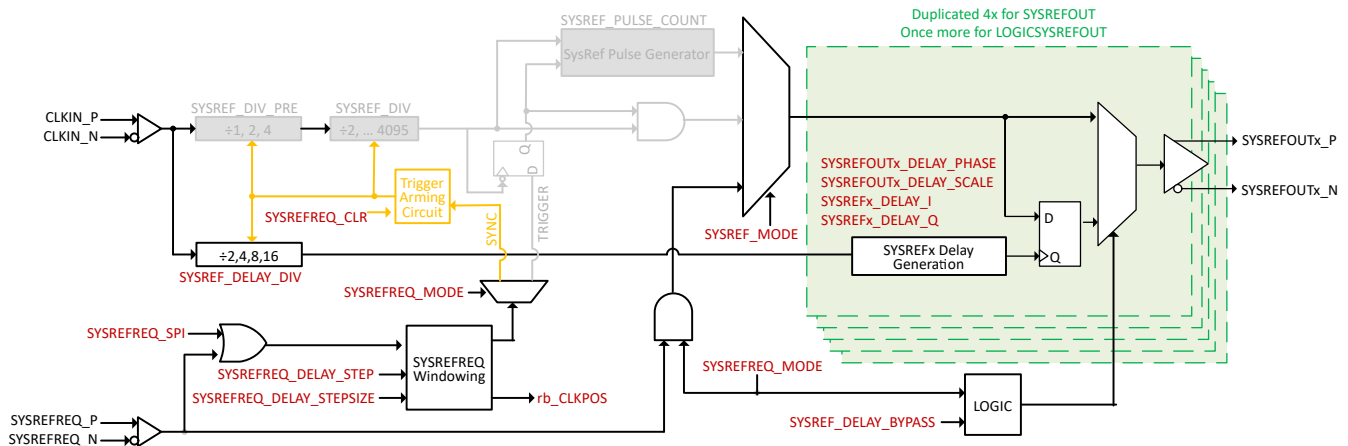 Duplicated 4x for SYSREFOUT
Once more for LOGICSYSREFOUT
SYSREF_PULSE_COUNT
SysRef Pulse Generator
SYSREF_DIV_PRE
SYSREF_DIV
CLKIN_P
CLKIN_N
÷1, 2, 4
÷2, ... 4095
Q
D
SYSREFOUTx_P
SYSREFOUTx_N
SYSREFOUTx_DELAY_PHASE
SYSREFOUTx_DELAY_SCALE
SYSREFx_DELAY_I
SYSREFx_DELAY_Q
Trigger
Arming
Circuit
SYSREFREQ_CLR
SYNC
TRIGGER
SYSREF_MODE
D
Q
÷2,4,8,16
SYSREF_DELAY_DIV
SYSREFx Delay
Generation
SYSREFREQ_MODE
SYSREFREQ_SPI
SYSREFREQ
Windowing
SYSREFREQ_DELAY_STEP
SYSREFREQ_DELAY_STEPSIZE
rb_CLKPOS
SYSREFREQ_MODE
LOGIC
SYSREF_DELAY_BYPASS
SYSREFREQ_P
SYSREFREQ_N